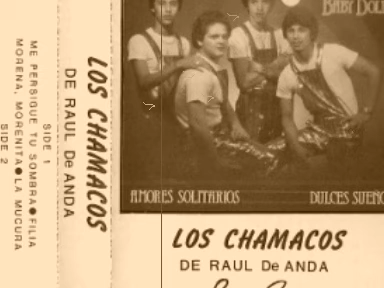 ME PERSIQUE TU SOMBRA●FILIA
MORENA, MORENITA●LA MUCURA
SIDE 1
SIDE 2
LOS CHAMACOS
DE RAUL De ANDA
BABY DOLL
AMORES SOLITARIOS
DULCES SUEÑO
LOS CHAMACOS
DE RAUL De ANDA